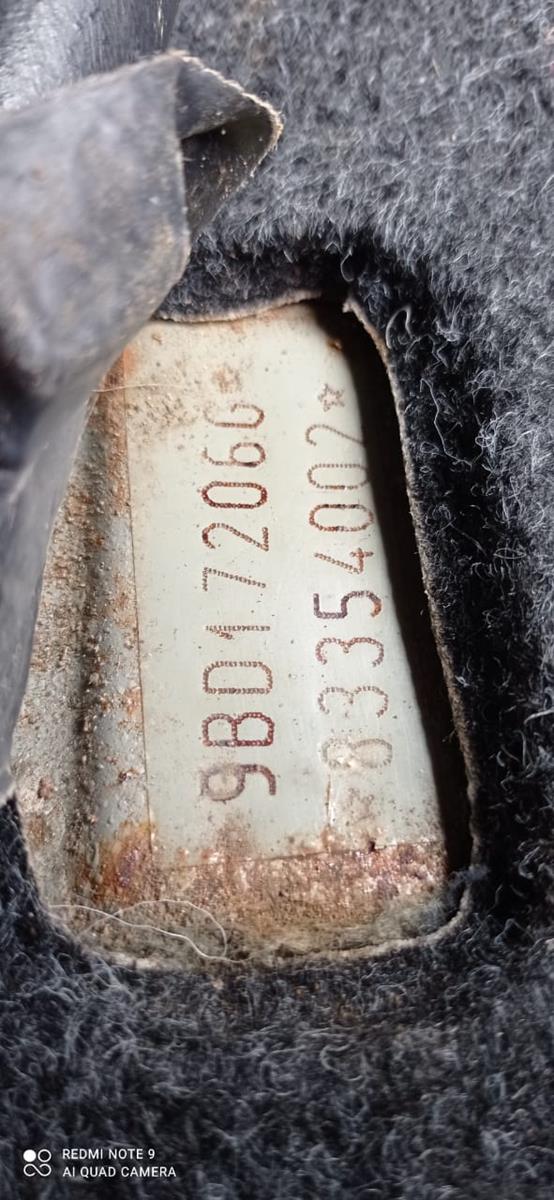 9BD17206G*
*83354002*
REDMI NOTE 9
AI QUAD CAMERA